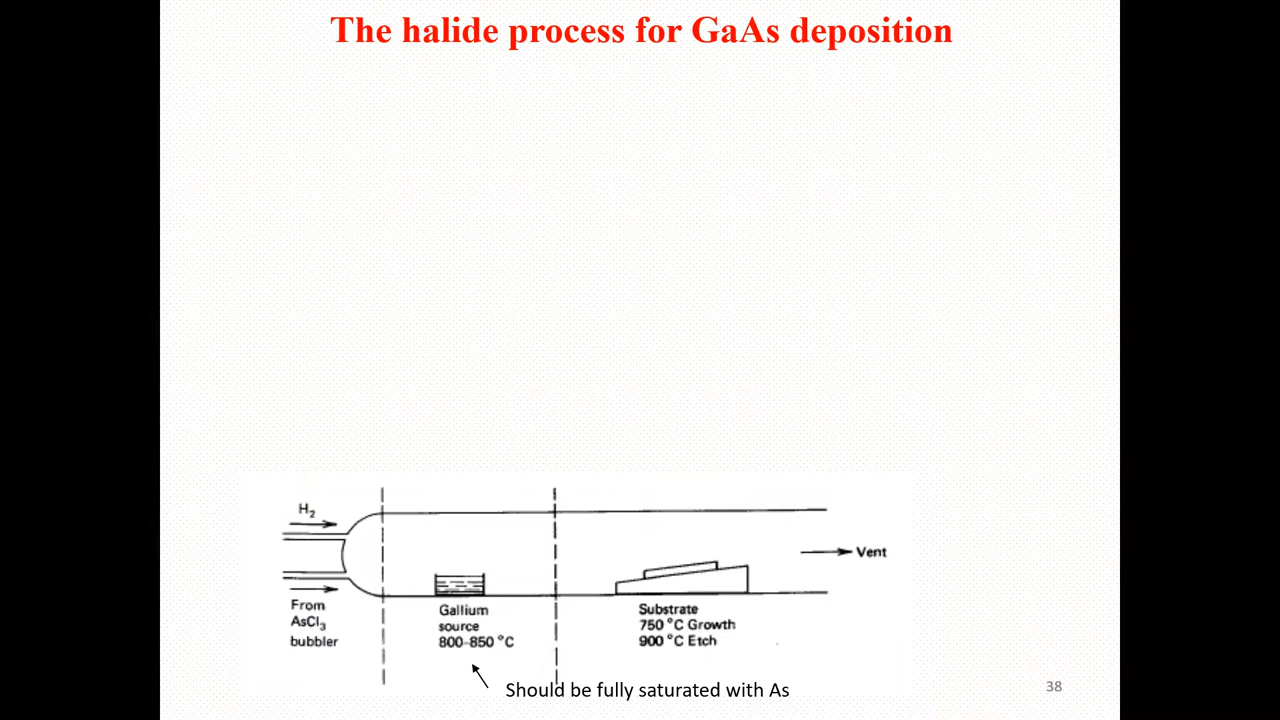 The halide process for GaAs deposition
H₂
Vent
From
AsCl₃
bubbler
Gallium
source
800-850 °C
Substrate
750 °C Growth
900 °C Etch
Should be fully saturated with As
38